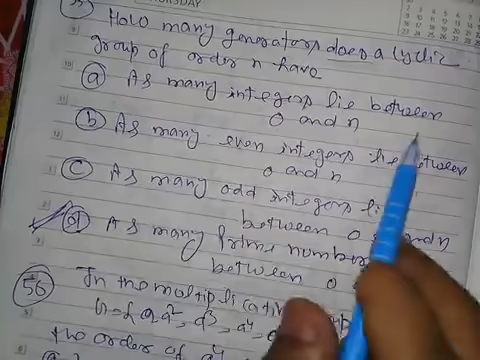 How many generators does a cyclic
group of order n have
(a) As many integers lie between
0 and n
(b) As many even integers lie between
0 and n
(c) As many odd integers li
between 0 and n
(d) As many prime numbers
between 0
56 In the multiplicative
G = {a, a², a³, a⁴,
the order of a⁴